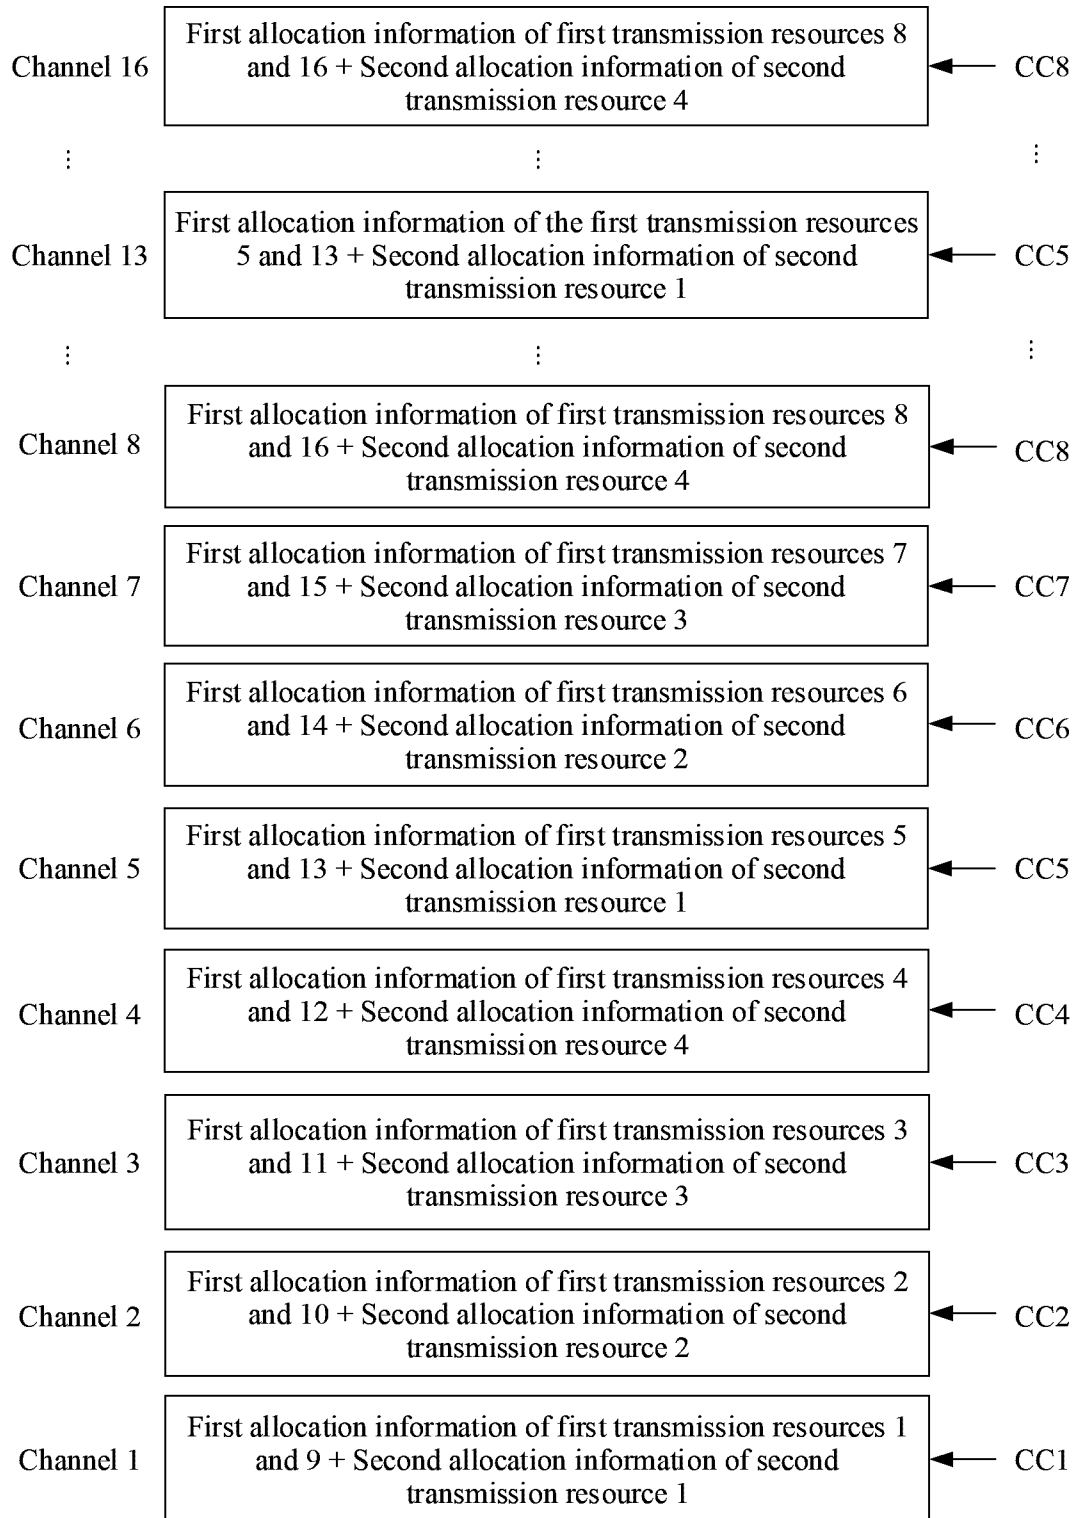 Channel 16
First allocation information of first transmission resources 8
and 16 + Second allocation information of second
transmission resource 4
CC8
Channel 13
First allocation information of the first transmission resources
5 and 13 + Second allocation information of second
transmission resource 1
CC5
Channel 8
First allocation information of first transmission resources 8
and 16 + Second allocation information of second
transmission resource 4
CC8
Channel 7
First allocation information of first transmission resources 7
and 15 + Second allocation information of second
transmission resource 3
CC7
Channel 6
First allocation information of first transmission resources 6
and 14 + Second allocation information of second
transmission resource 2
CC6
Channel 5
First allocation information of first transmission resources 5
and 13 + Second allocation information of second
transmission resource 1
CC5
Channel 4
First allocation information of first transmission resources 4
and 12 + Second allocation information of second
transmission resource 4
CC4
Channel 3
First allocation information of first transmission resources 3
and 11 + Second allocation information of second
transmission resource 3
CC3
Channel 2
First allocation information of first transmission resources 2
and 10 + Second allocation information of second
transmission resource 2
CC2
Channel 1
First allocation information of first transmission resources 1
and 9 + Second allocation information of second
transmission resource 1
CC1